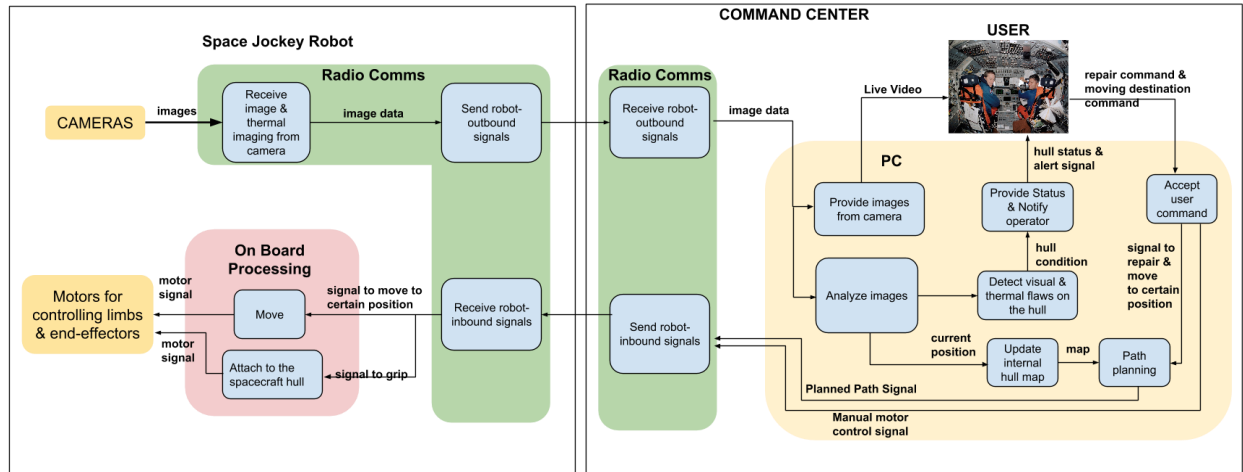 Space Jockey Robot
Radio Comms
CAMERAS
images
Receive
image &
thermal
imaging from
camera
image data
Send robot-
outbound
signals
On Board
Processing
Motors for
controlling limbs
& end-effectors
motor
signal
motor
signal
Move
Attach to the
spacecraft hull
signal to move to
certain position
signal to grip
Receive robot-
inbound signals
COMMAND CENTER
USER
Radio Comms
Receive robot-
outbound
signals
image data
Live Video
repair command &
moving destination
command
PC
hull status &
alert signal
Provide images
from camera
Provide Status
& Notify
operator
Accept
user
command
hull
condition
signal to
repair &
move
to certain
position
Analyze images
Detect visual &
thermal flaws on
the hull
Send robot-
inbound signals
current
position
Update
internal
hull map
map
Path
planning
Planned Path Signal
Manual motor
control signal